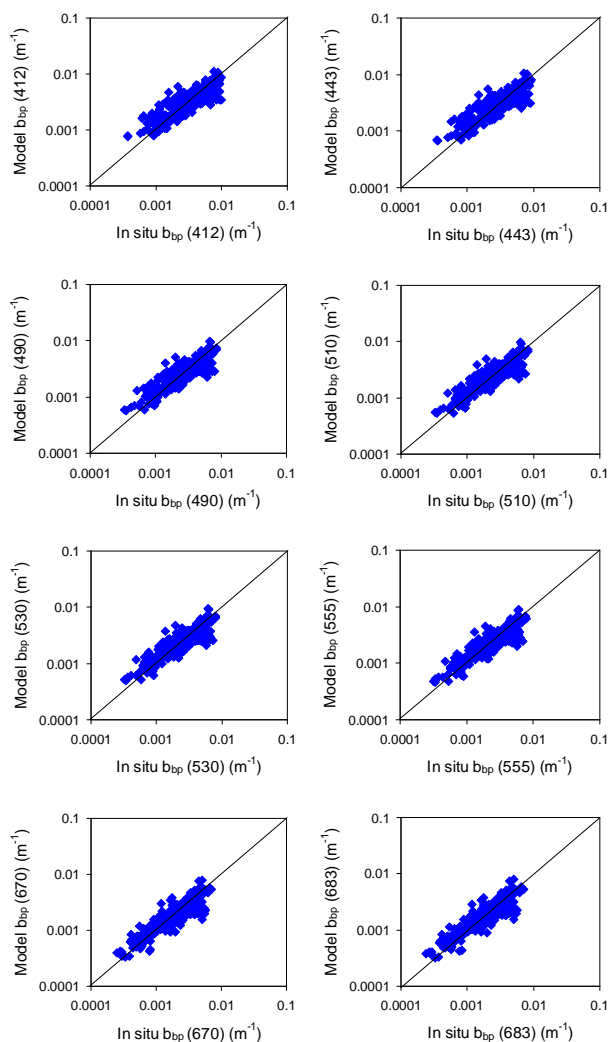 0.1
0.01
0.001
0.0001
Model b_bp (412) (m^-1)
0.0001 0.001 0.01 0.1
In situ b_bp (412) (m^-1)
0.1
0.01
0.001
0.0001
Model b_bp (443) (m^-1)
0.0001 0.001 0.01 0.1
In situ b_bp (443) (m^-1)
0.1
0.01
0.001
0.0001
Model b_bp (490) (m^-1)
0.0001 0.001 0.01 0.1
In situ b_bp (490) (m^-1)
0.1
0.01
0.001
0.0001
Model b_bp (510) (m^-1)
0.0001 0.001 0.01 0.1
In situ b_bp (510) (m^-1)
0.1
0.01
0.001
0.0001
Model b_bp (530) (m^-1)
0.0001 0.001 0.01 0.1
In situ b_bp (530) (m^-1)
0.1
0.01
0.001
0.0001
Model b_bp (555) (m^-1)
0.0001 0.001 0.01 0.1
In situ b_bp (555) (m^-1)
0.1
0.01
0.001
0.0001
Model b_bp (670) (m^-1)
0.0001 0.001 0.01 0.1
In situ b_bp (670) (m^-1)
0.1
0.01
0.001
0.0001
Model b_bp (683) (m^-1)
0.0001 0.001 0.01 0.1
In situ b_bp (683) (m^-1)